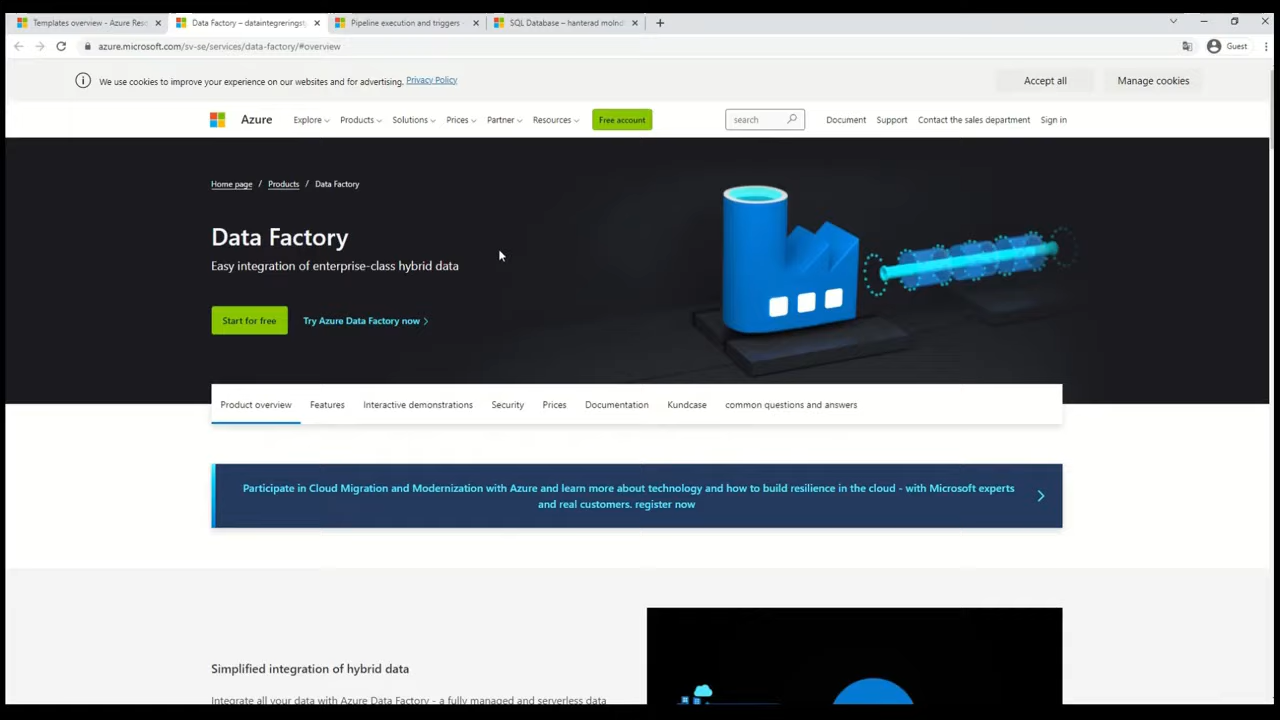 Templates overview - Azure Resc
Data Factory – dataintegreringst
Pipeline execution and triggers -
SQL Database – hanterad molnd
azure.microsoft.com/sv-se/services/data-factory/#overview
Guest
We use cookies to improve your experience on our websites and for advertising. Privacy Policy
Accept all
Manage cookies
Azure
Explore
Products
Solutions
Prices
Partner
Resources
Free account
search
Document
Support
Contact the sales department
Sign in
Home page / Products / Data Factory
Data Factory
Easy integration of enterprise-class hybrid data
Start for free
Try Azure Data Factory now
Product overview
Features
Interactive demonstrations
Security
Prices
Documentation
Kundcase
common questions and answers
Participate in Cloud Migration and Modernization with Azure and learn more about technology and how to build resilience in the cloud - with Microsoft experts
and real customers. register now
Simplified integration of hybrid data
Integrate all your data with Azure Data Factory - a fully managed and serverless data